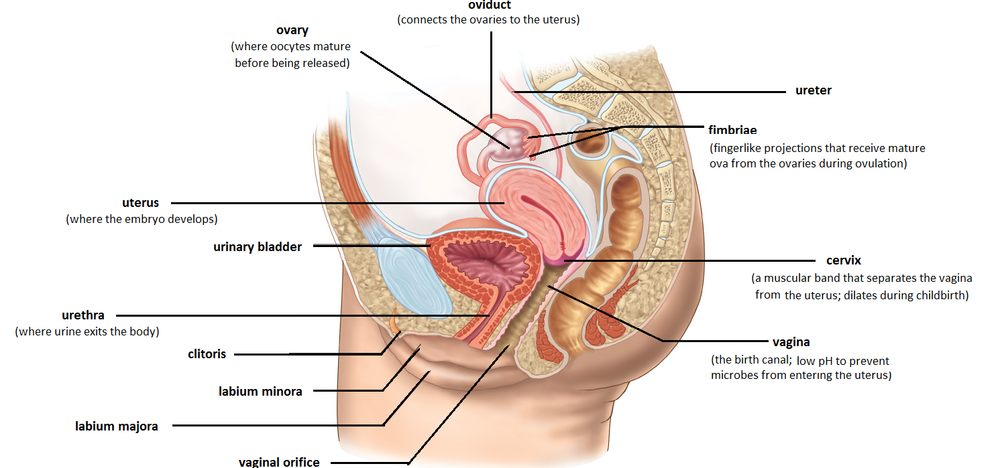 oviduct
(connects the ovaries to the uterus)
ovary
(where oocytes mature
before being released)
ureter
fimbriae
(fingerlike projections that receive mature
ova from the ovaries during ovulation)
uterus
(where the embryo develops)
urinary bladder
cervix
(a muscular band that separates the vagina
from the uterus; dilates during childbirth)
urethra
(where urine exits the body)
vagina
(the birth canal; low pH to prevent
microbes from entering the uterus)
clitoris
labium minora
labium majora
vaginal orifice